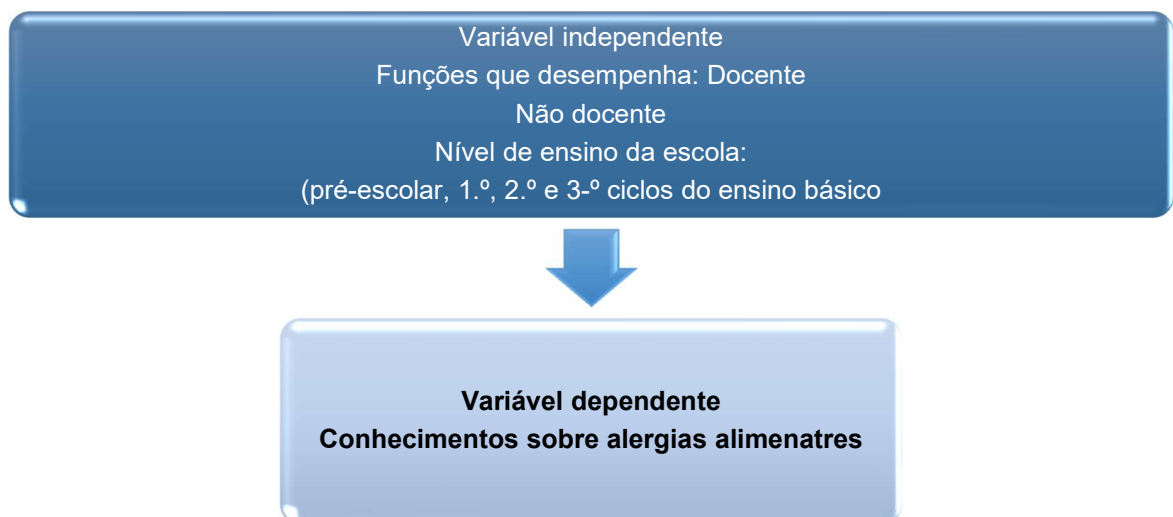 Variável independente
Funções que desempenha: Docente
Não docente
Nível de ensino da escola:
(pré-escolar, 1.º, 2.º e 3-º ciclos do ensino básico
Variável dependente
Conhecimentos sobre alergias alimenatres